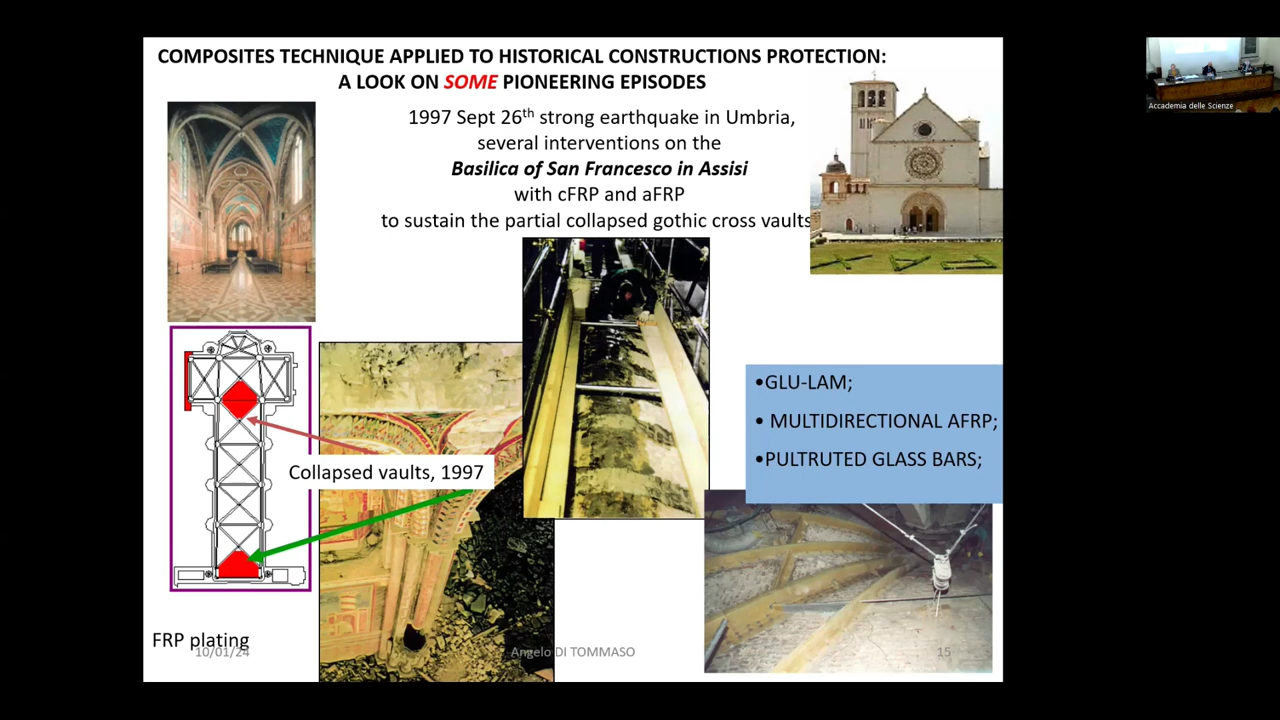 COMPOSITES TECHNIQUE APPLIED TO HISTORICAL CONSTRUCTIONS PROTECTION:
A LOOK ON SOME PIONEERING EPISODES
1997 Sept 26th strong earthquake in Umbria,
several interventions on the
Basilica of San Francesco in Assisi
with cFRP and aFRP
to sustain the partial collapsed gothic cross vaults
•GLU-LAM;
• MULTIDIRECTIONAL AFRP;
•PULTRUTED GLASS BARS;
Collapsed vaults, 1997
FRP plating
10/01/24
Angelo DI TOMMASO
15
Accademia delle Scienze